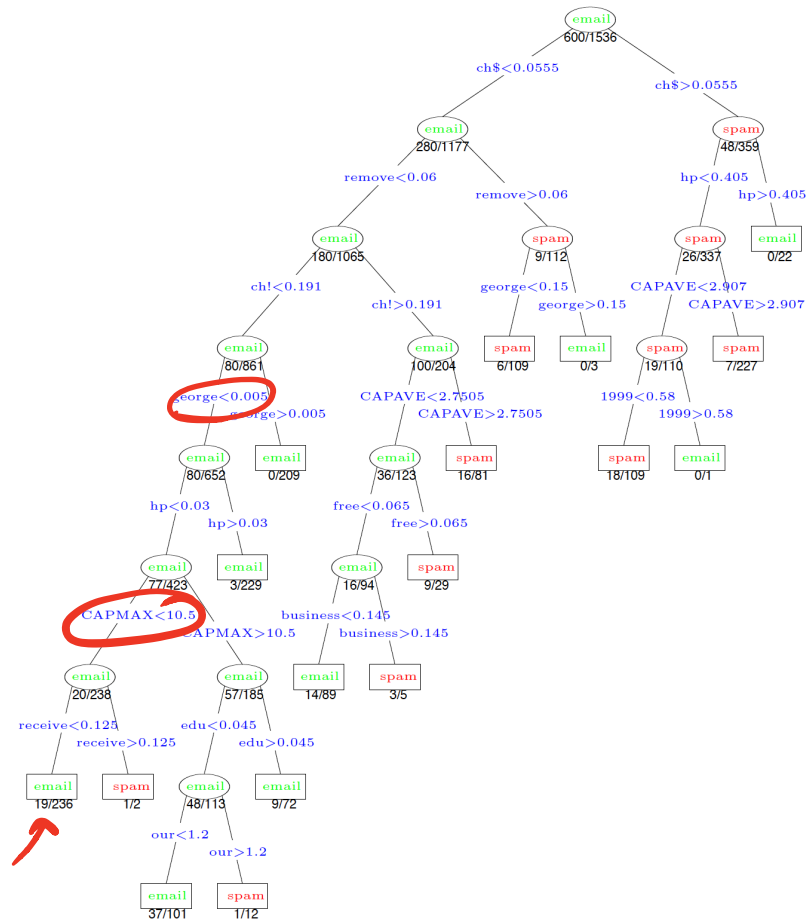 email
600/1536
ch$<0.0555
ch$>0.0555
email
280/1177
spam
48/359
remove<0.06
hp<0.405
remove>0.06
hp>0.405
email
180/1065
spam
9/112
spam
26/337
email
0/22
ch!<0.191
george<0.15
CAPAVE<2.907
ch!>0.191
george>0.15
CAPAVE>2.907
email
80/861
email
100/204
spam
6/109
email
0/3
spam
19/110
spam
7/227
george<0.005
CAPAVE<2.7505
1999<0.58
george>0.005
CAPAVE>2.7505
1999>0.58
email
80/652
email
0/209
email
36/123
spam
16/81
spam
18/109
email
0/1
hp<0.03
free<0.065
hp>0.03
free>0.065
email
77/423
email
3/229
email
16/94
spam
9/29
CAPMAX<10.5
business<0.145
CAPMAX>10.5
business>0.145
email
20/238
email
57/185
email
14/89
spam
3/5
receive<0.125
edu<0.045
receive>0.125
edu>0.045
email
19/236
spam
1/2
email
48/113
email
9/72
our<1.2
our>1.2
email
37/101
spam
1/12